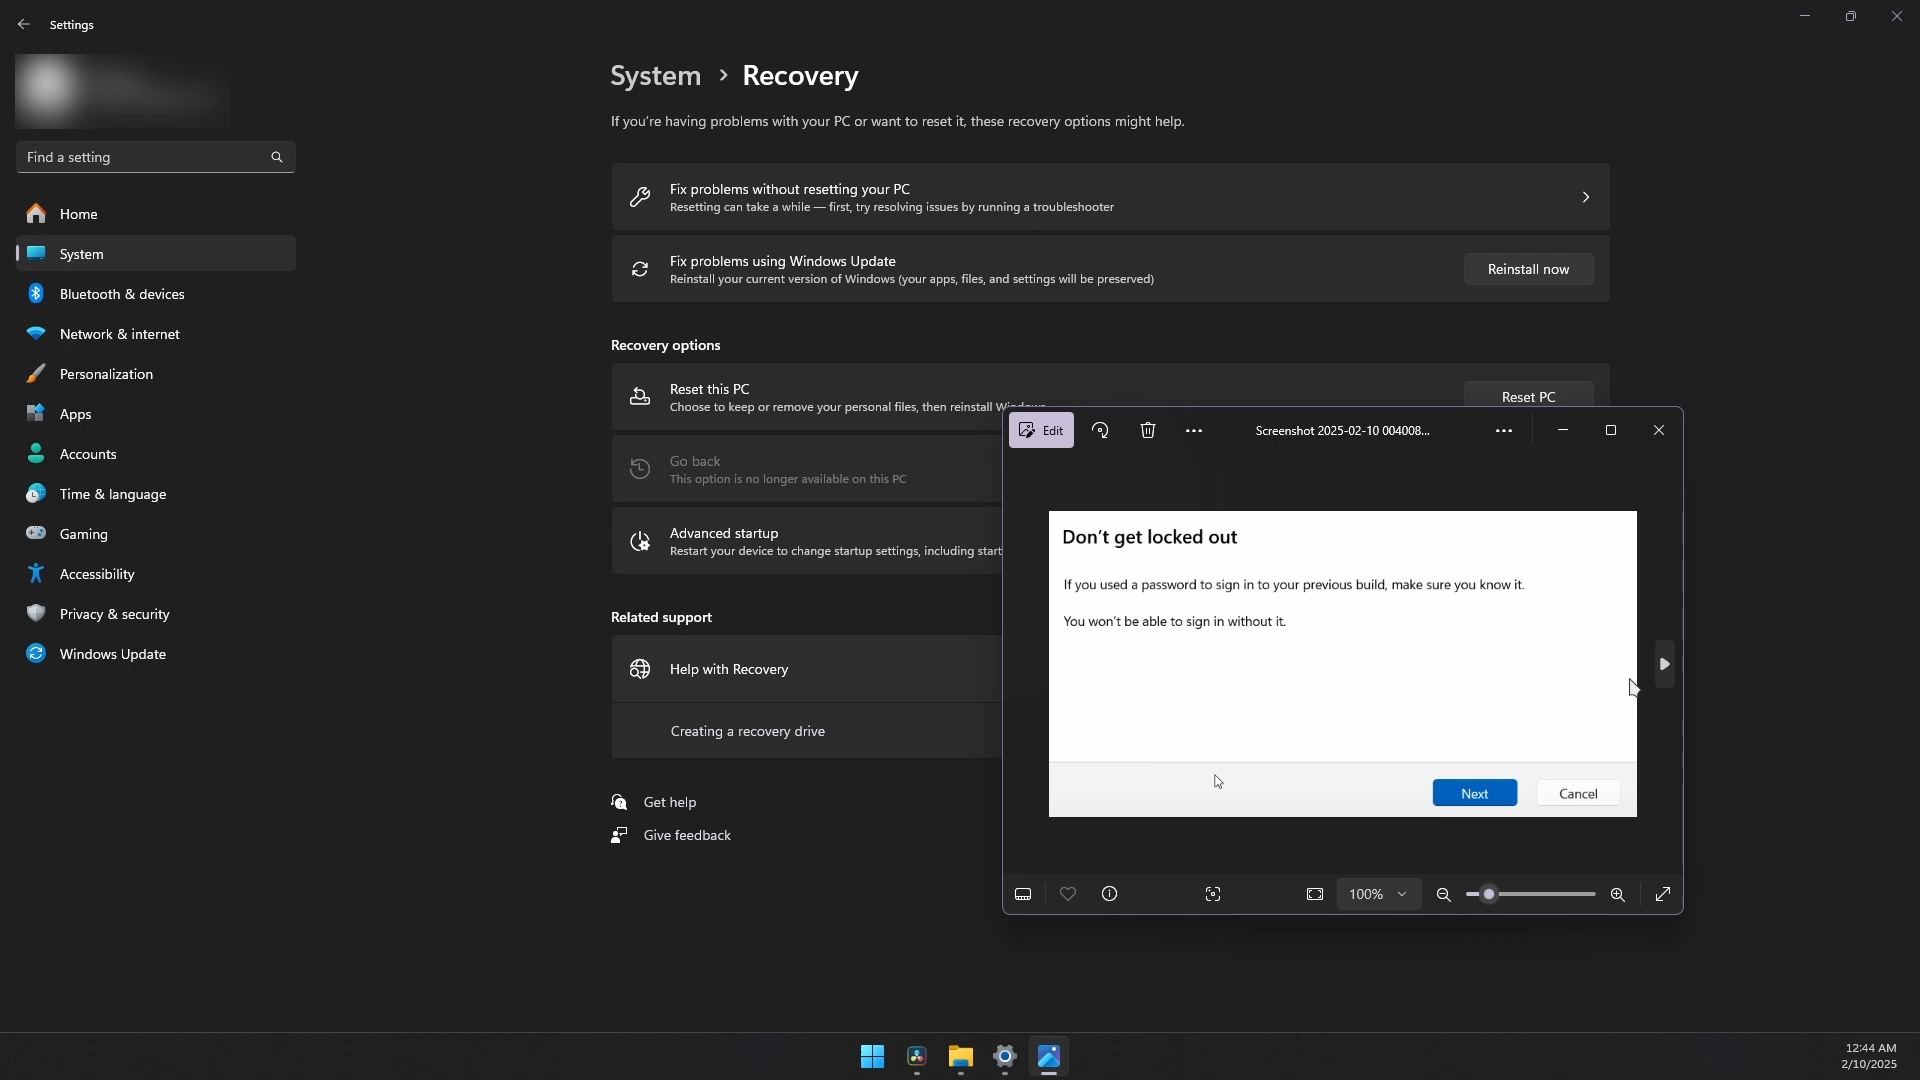 Settings
Find a setting
Home
System
Bluetooth & devices
Network & internet
Personalization
Apps
Accounts
Time & language
Gaming
Accessibility
Privacy & security
Windows Update
System > Recovery
If you're having problems with your PC or want to reset it, these recovery options might help.
Fix problems without resetting your PC
Resetting can take a while — first, try resolving issues by running a troubleshooter
Fix problems using Windows Update
Reinstall your current version of Windows (your apps, files, and settings will be preserved)
Reinstall now
Recovery options
Reset this PC
Choose to keep or remove your personal files, then reinstall Windows
Reset PC
Go back
This option is no longer available on this PC
Advanced startup
Restart your device to change startup settings, including start
Related support
Help with Recovery
Creating a recovery drive
Get help
Give feedback
Edit
Screenshot 2025-02-10 004008...
Don't get locked out
If you used a password to sign in to your previous build, make sure you know it.
You won't be able to sign in without it.
Next
Cancel
100%
12:44 AM
2/10/2025